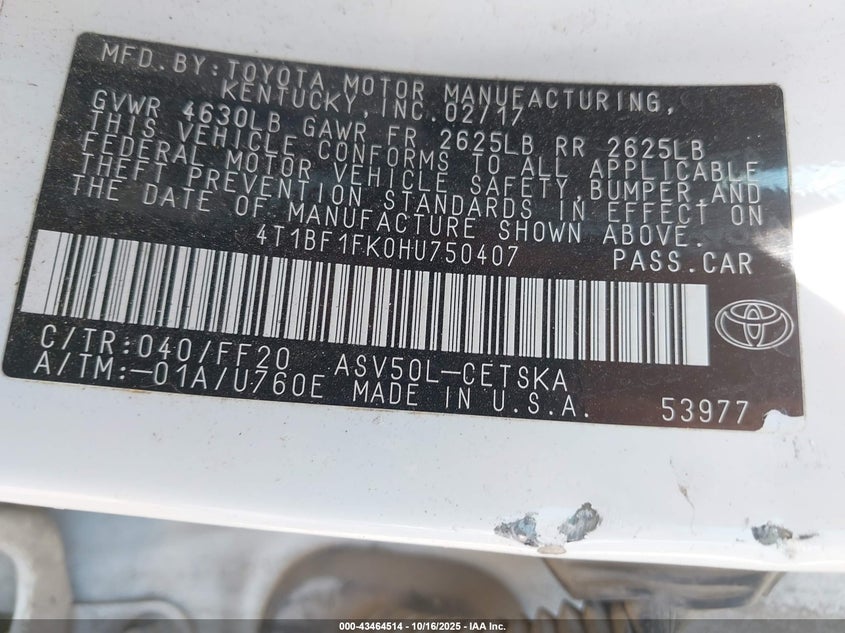 MFD.BY:TOYOTA MOTOR MANUFACTURING,
KENTUCKY,INC.02/17
GVWR 4630LB GAWR FR 2625LB RR 2625LB
THIS VEHICLE CONFORMS TO ALL APPLICABLE
FEDERAL MOTOR VEHICLE SAFETY,BUMPER,AND
THEFT PREVENTION STANDARDS IN EFFECT ON
THE DATE OF MANUFACTURE SHOWN ABOVE.
4T1BF1FK0HU750407 PASS.CAR
C/TR:040/FF20 ASV50L-CETSKA
A/TM:-01A/U760E MADE IN U.S.A. 53977
000-43464514 - 10/16/2025 - IAA Inc.